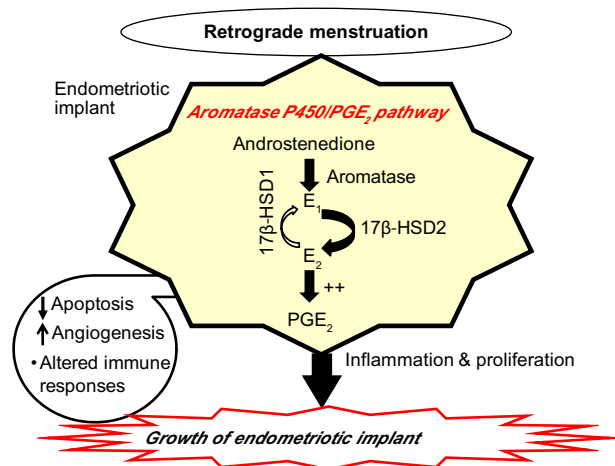 Retrograde menstruation
Endometriotic
implant
Aromatase P450/PGE₂ pathway
Androstenedione
Aromatase
17β-HSD1
E₁
17β-HSD2
E₂
++
PGE₂
Apoptosis
Angiogenesis
•Altered immune
responses
Inflammation & proliferation
Growth of endometriotic implant